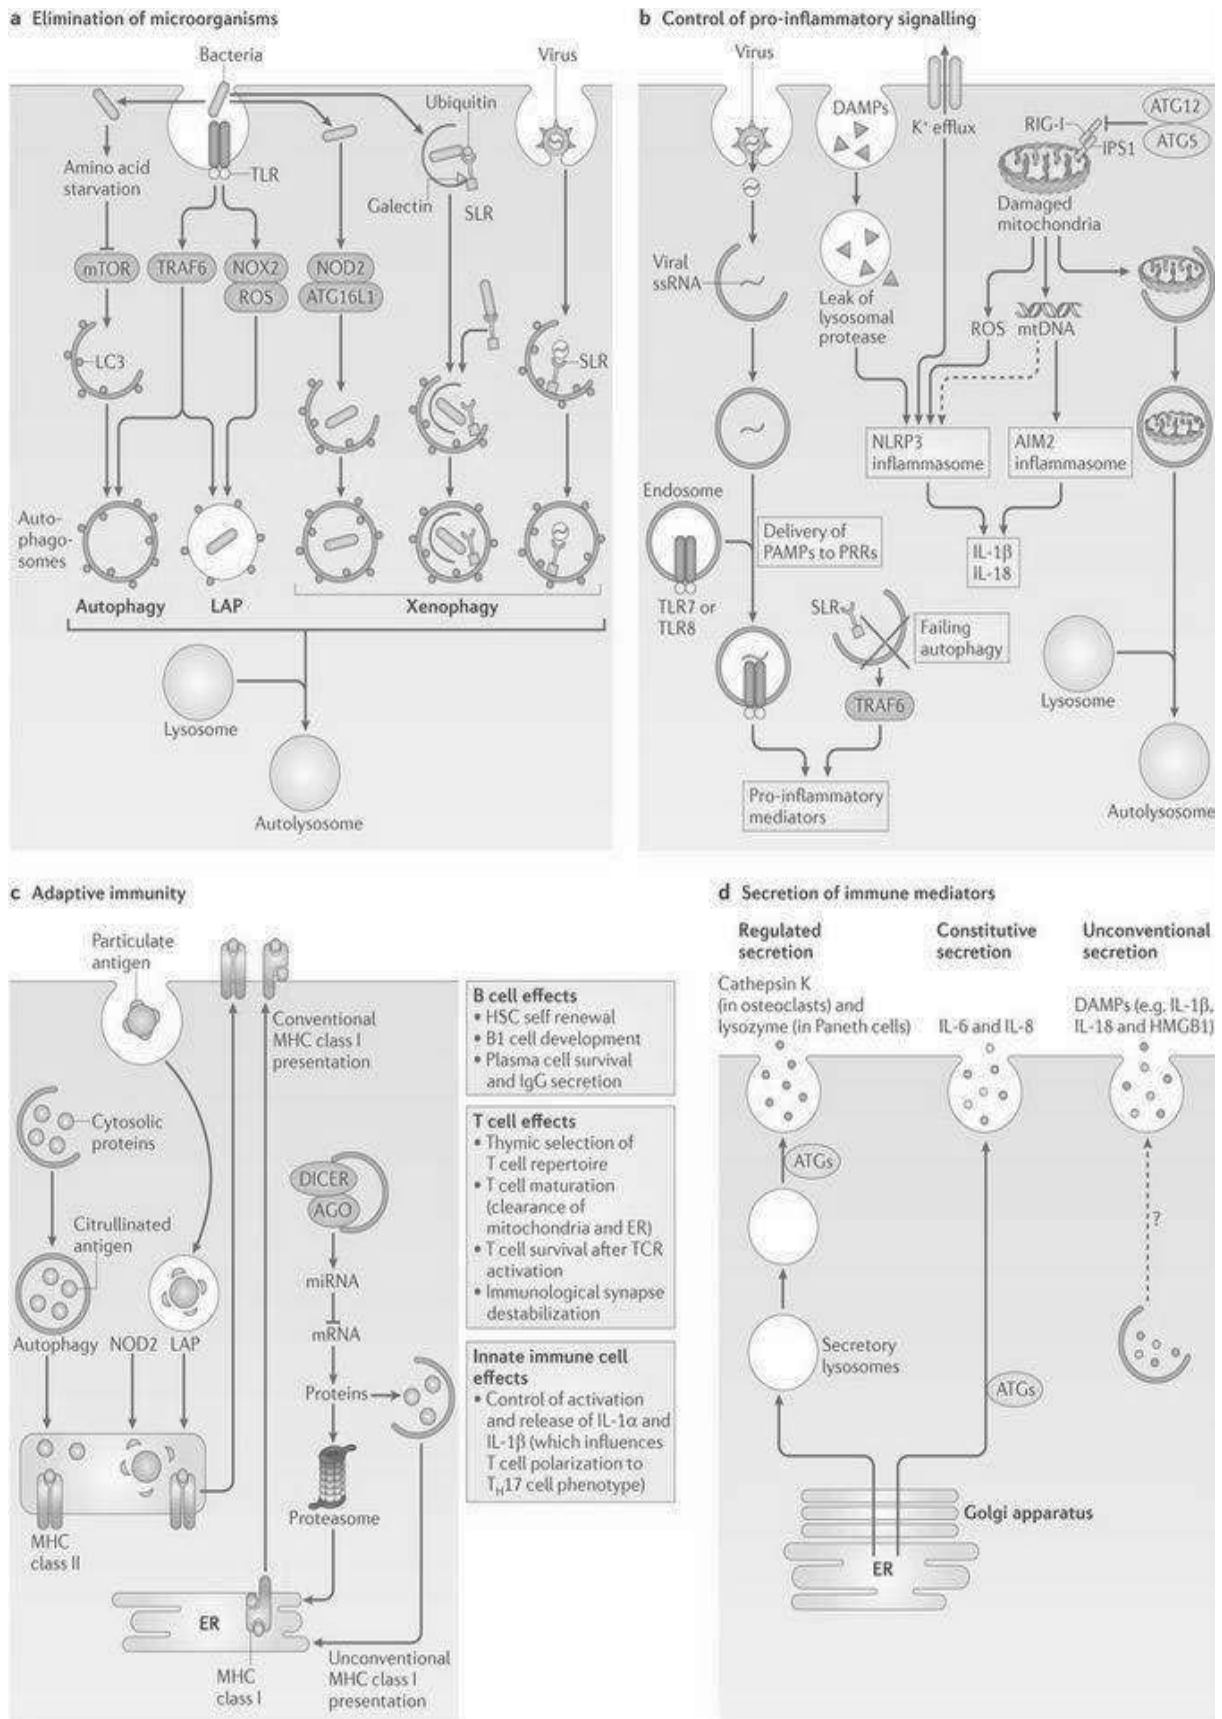 a Elimination of microorganisms
Bacteria
Virus
Ubiquitin
Amino acid
starvation
TLR
Galectin
SLR
mTOR
TRAF6
NOX2
ROS
NOD2
ATG16L1
LC3
SLR
Auto-
phago-
somes
Autophagy
LAP
Xenophagy
Lysosome
Autolysosome
b Control of pro-inflammatory signalling
Virus
DAMPs
K+ efflux
RIG-I
IPS1
ATG12
ATG5
Damaged
mitochondria
Viral
ssRNA
Leak of
lysosomal
protease
ROS
mtDNA
NLRP3
inflammasome
AIM2
inflammasome
Endosome
Delivery of
PAMPs to PRRs
IL-1β
IL-18
TLR7 or
TLR8
SLR
Failing
autophagy
TRAF6
Lysosome
Pro-inflammatory
mediators
Autolysosome
c Adaptive immunity
Particulate
antigen
Conventional
MHC class I
presentation
Cytosolic
proteins
Citrullinated
antigen
DICER
AGO
miRNA
mRNA
Autophagy
NOD2
LAP
Proteins
Proteasome
MHC
class II
ER
MHC
class I
Unconventional
MHC class I
presentation
B cell effects
• HSC self renewal
• B1 cell development
• Plasma cell survival
and IgG secretion
T cell effects
• Thymic selection of
T cell repertoire
• T cell maturation
(clearance of
mitochondria and ER)
• T cell survival after TCR
activation
• Immunological synapse
destabilization
Innate immune cell
effects
• Control of activation
and release of IL-1α and
IL-1β (which influences
T cell polarization to
TH17 cell phenotype)
d Secretion of immune mediators
Regulated
secretion
Constitutive
secretion
Unconventional
secretion
Cathepsin K
(in osteoclasts) and
lysozyme (in Paneth cells)
IL-6 and IL-8
DAMPs (e.g. IL-1β,
IL-18 and HMGB1)
ATGs
?
Secretory
lysosomes
ATGs
Golgi apparatus
ER